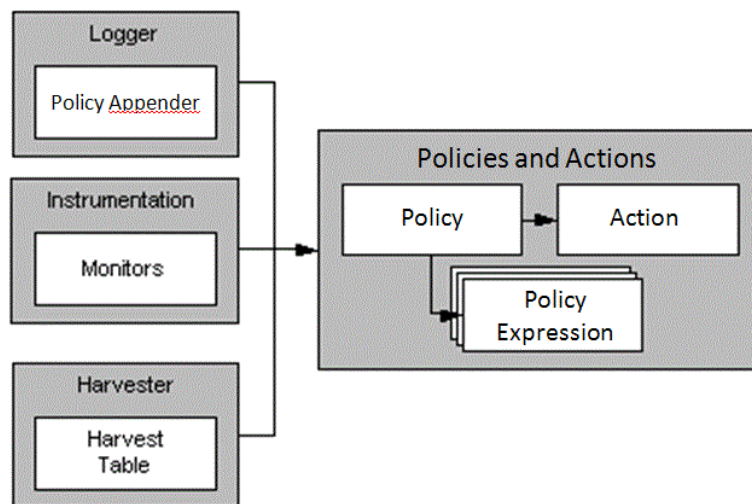 Logger
Policy Appender
Instrumentation
Monitors
Harvester
Harvest
Table
Policies and Actions
Policy
Action
Policy
Expression